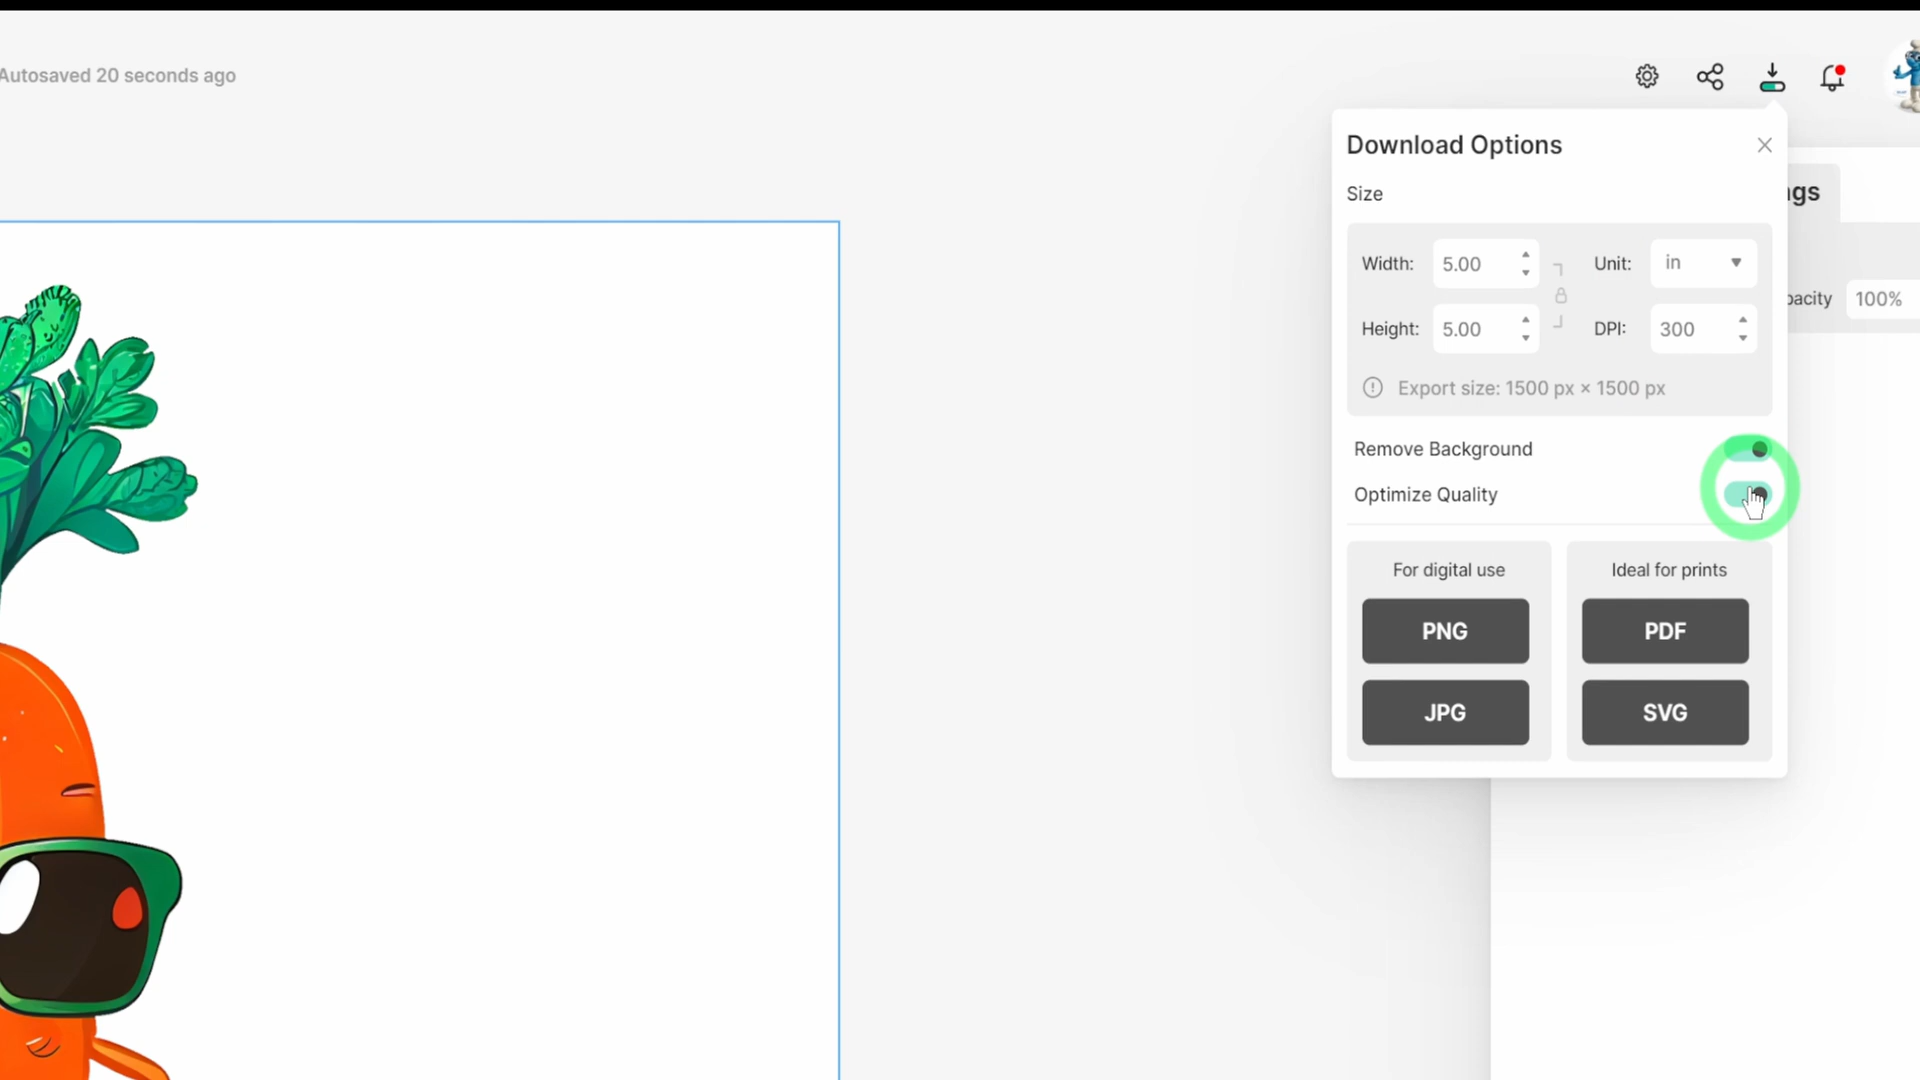 Autosaved 20 seconds ago
Download Options
Size
Width: 5.00 Unit: in
Height: 5.00 DPI: 300
Export size: 1500 px × 1500 px
Remove Background
Optimize Quality
For digital use
Ideal for prints
PNG
PDF
JPG
SVG
gs
pacity 100%